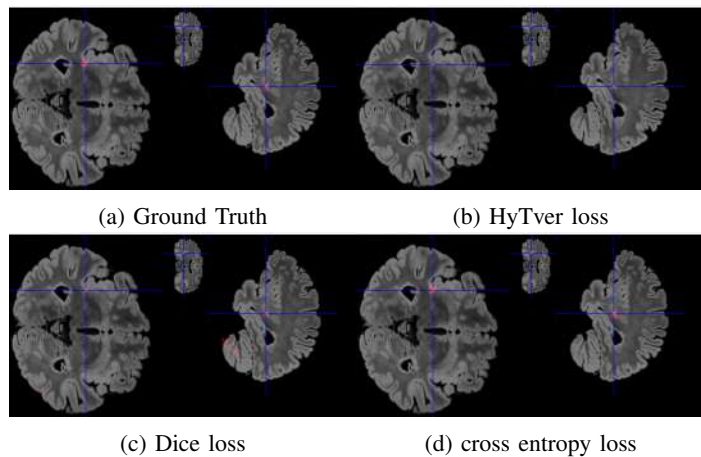 (a) Ground Truth
(b) HyTver loss
(c) Dice loss
(d) cross entropy loss